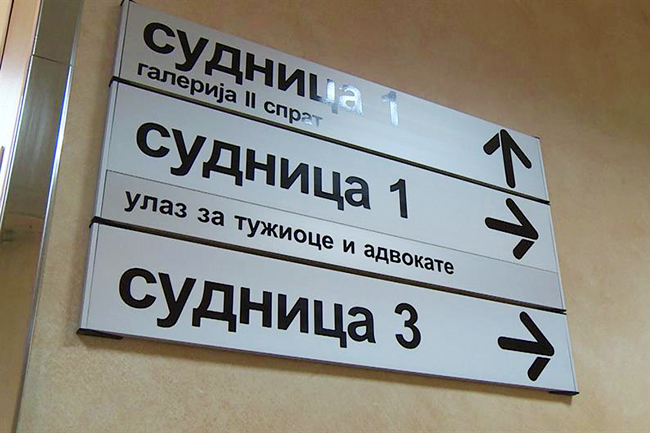 судница 1
галерија II спрат
судница 1
улаз за тужиоце и адвокате
судница 3